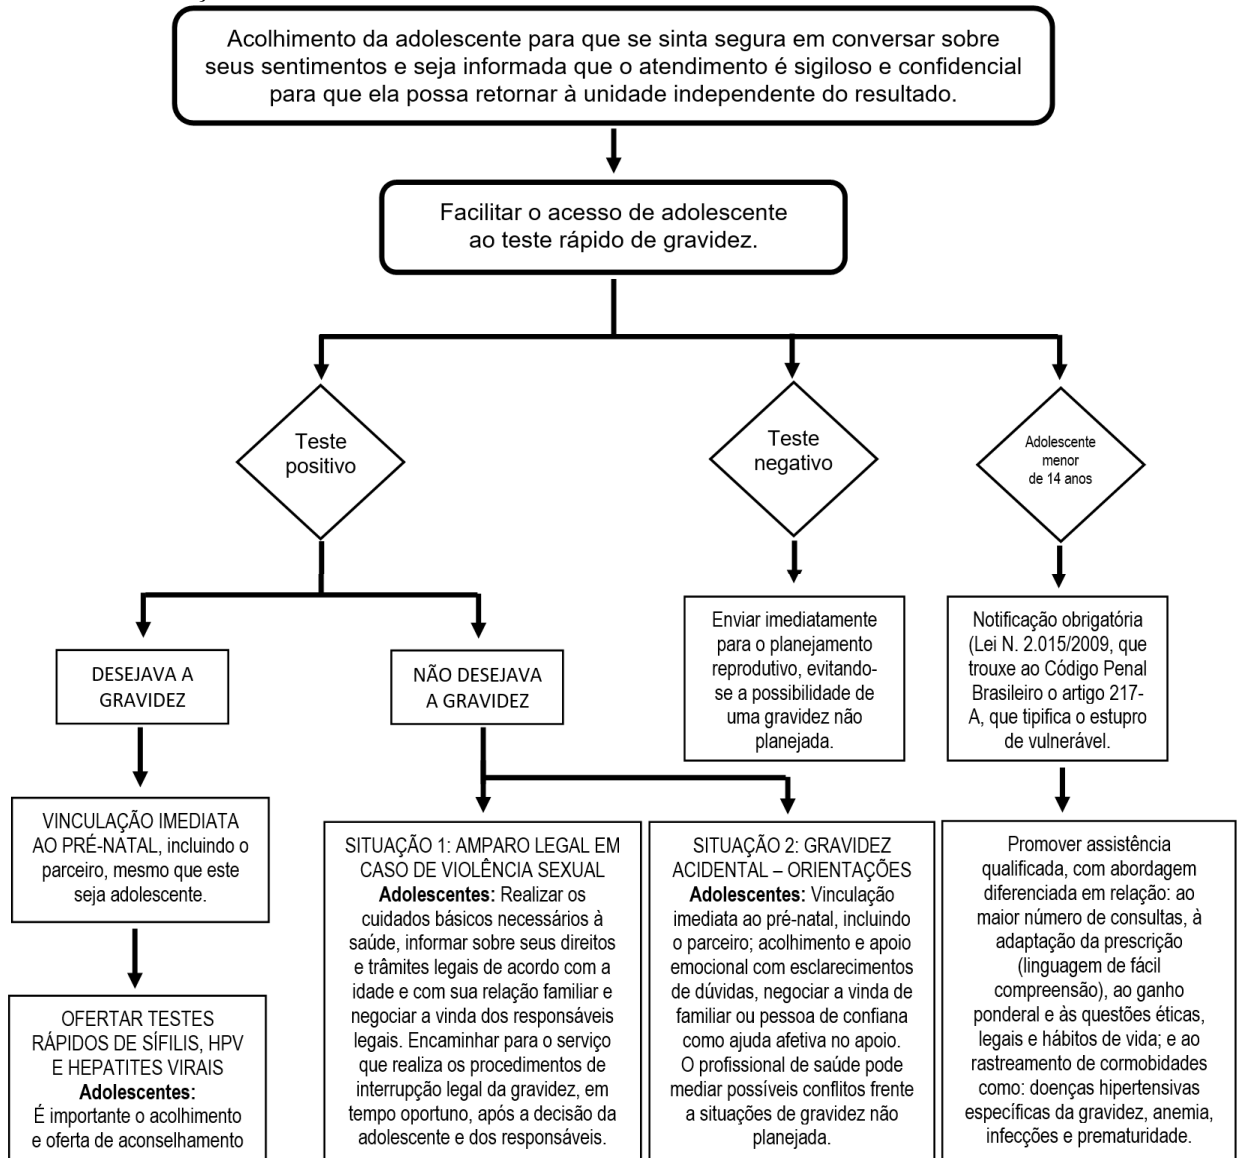 Acolhimento da adolescente para que se sinta segura em conversar sobre
seus sentimentos e seja informada que o atendimento é sigiloso e confidencial
para que ela possa retornar à unidade independente do resultado.
Facilitar o acesso de adolescente
ao teste rápido de gravidez.
Teste
positivo
Teste
negativo
Adolescente
menor
de 14 anos
DESEJAVA A
GRAVIDEZ
NÃO DESEJAVA
A GRAVIDEZ
Enviar imediatamente
para o planejamento
reprodutivo, evitando-
se a possibilidade de
uma gravidez não
planejada.
Notificação obrigatória
(Lei N. 2.015/2009, que
trouxe ao Código Penal
Brasileiro o artigo 217-
A, que tipifica o estupro
de vulnerável.
VINCULAÇÃO IMEDIATA
AO PRÉ-NATAL, incluindo o
parceiro, mesmo que este
seja adolescente.
OFERTAR TESTES
RÁPIDOS DE SÍFILIS, HPV
E HEPATITES VIRAIS
Adolescentes:
É importante o acolhimento
e oferta de aconselhamento
SITUAÇÃO 1: AMPARO LEGAL EM
CASO DE VIOLÊNCIA SEXUAL
Adolescentes: Realizar os
cuidados básicos necessários à
saúde, informar sobre seus direitos
e trâmites legais de acordo com a
idade e com sua relação familiar e
negociar a vinda dos responsáveis
legais. Encaminhar para o serviço
que realiza os procedimentos de
interrupção legal da gravidez, em
tempo oportuno, após a decisão da
adolescente e dos responsáveis.
SITUAÇÃO 2: GRAVIDEZ
ACIDENTAL – ORIENTAÇÕES
Adolescentes: Vinculação
imediata ao pré-natal, incluindo
o parceiro; acolhimento e apoio
emocional com esclarecimentos
de dúvidas, negociar a vinda de
familiar ou pessoa de confiana
como ajuda afetiva no apoio.
O profissional de saúde pode
mediar possíveis conflitos frente
a situações de gravidez não
planejada.
Promover assistência
qualificada, com abordagem
diferenciada em relação: ao
maior número de consultas, à
adaptação da prescrição
(linguagem de fácil
compreensão), ao ganho
ponderal e às questões éticas,
legais e hábitos de vida; e ao
rastreamento de cormobidades
como: doenças hipertensivas
específicas da gravidez, anemia,
infecções e prematuridade.